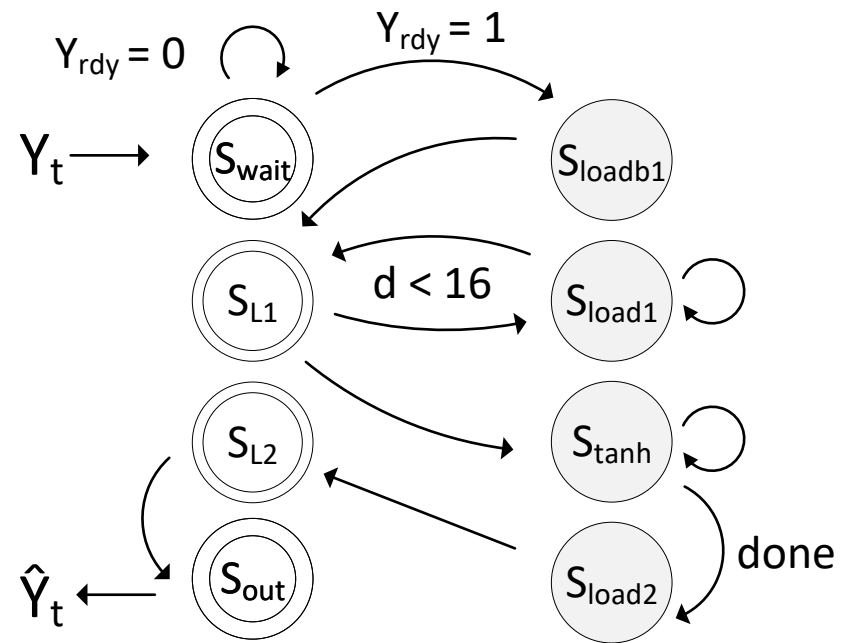 Y_rdy = 0
Y_rdy = 1
Y_t
S_wait
S_loadb1
S_L1
d < 16
S_load1
S_L2
S_tanh
done
Ŷ_t
S_out
S_load2